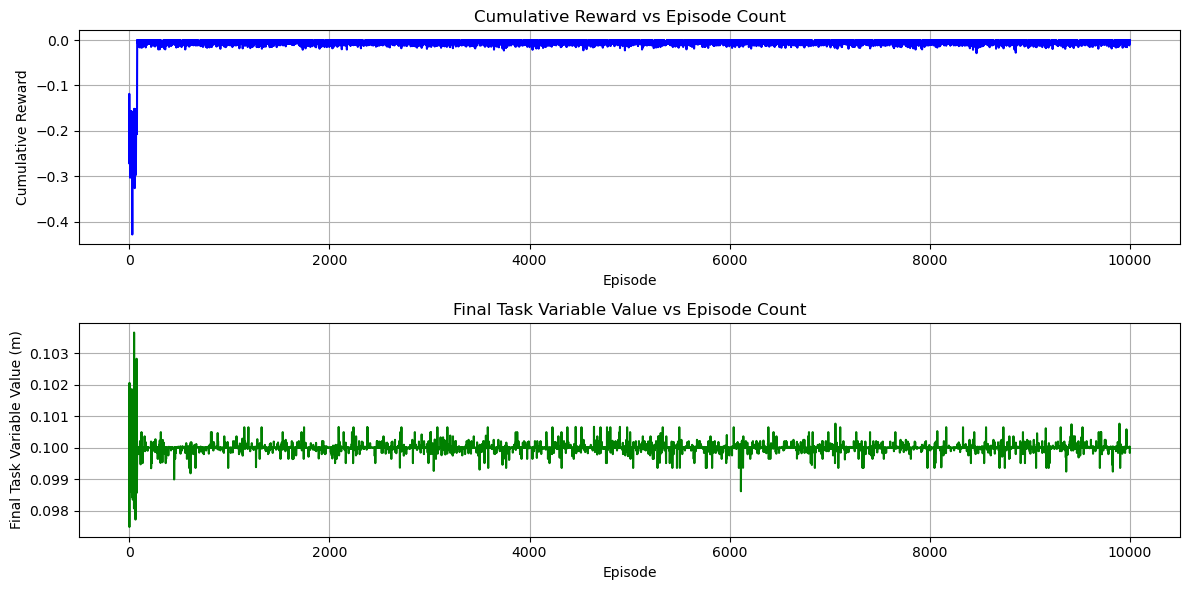 Cumulative Reward vs Episode Count
Cumulative Reward
0.0
−0.1
−0.2
−0.3
−0.4
0 2000 4000 6000 8000 10000
Episode
Final Task Variable Value vs Episode Count
Final Task Variable Value (m)
0.103
0.102
0.101
0.100
0.099
0.098
0 2000 4000 6000 8000 10000
Episode